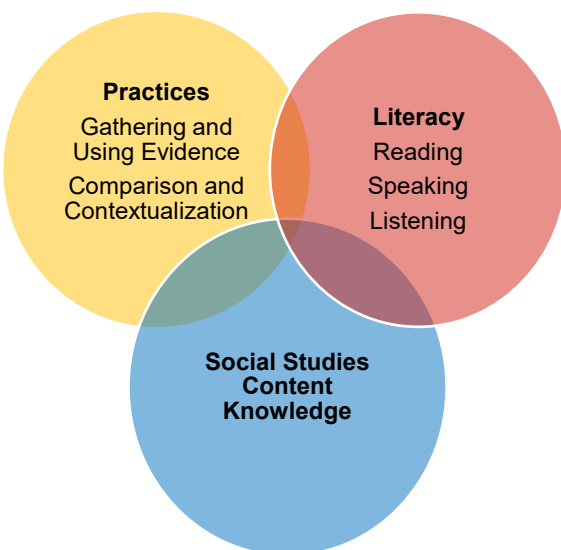 Practices
Gathering and
Using Evidence
Comparison and
Contextualization
Literacy
Reading
Speaking
Listening
Social Studies
Content
Knowledge